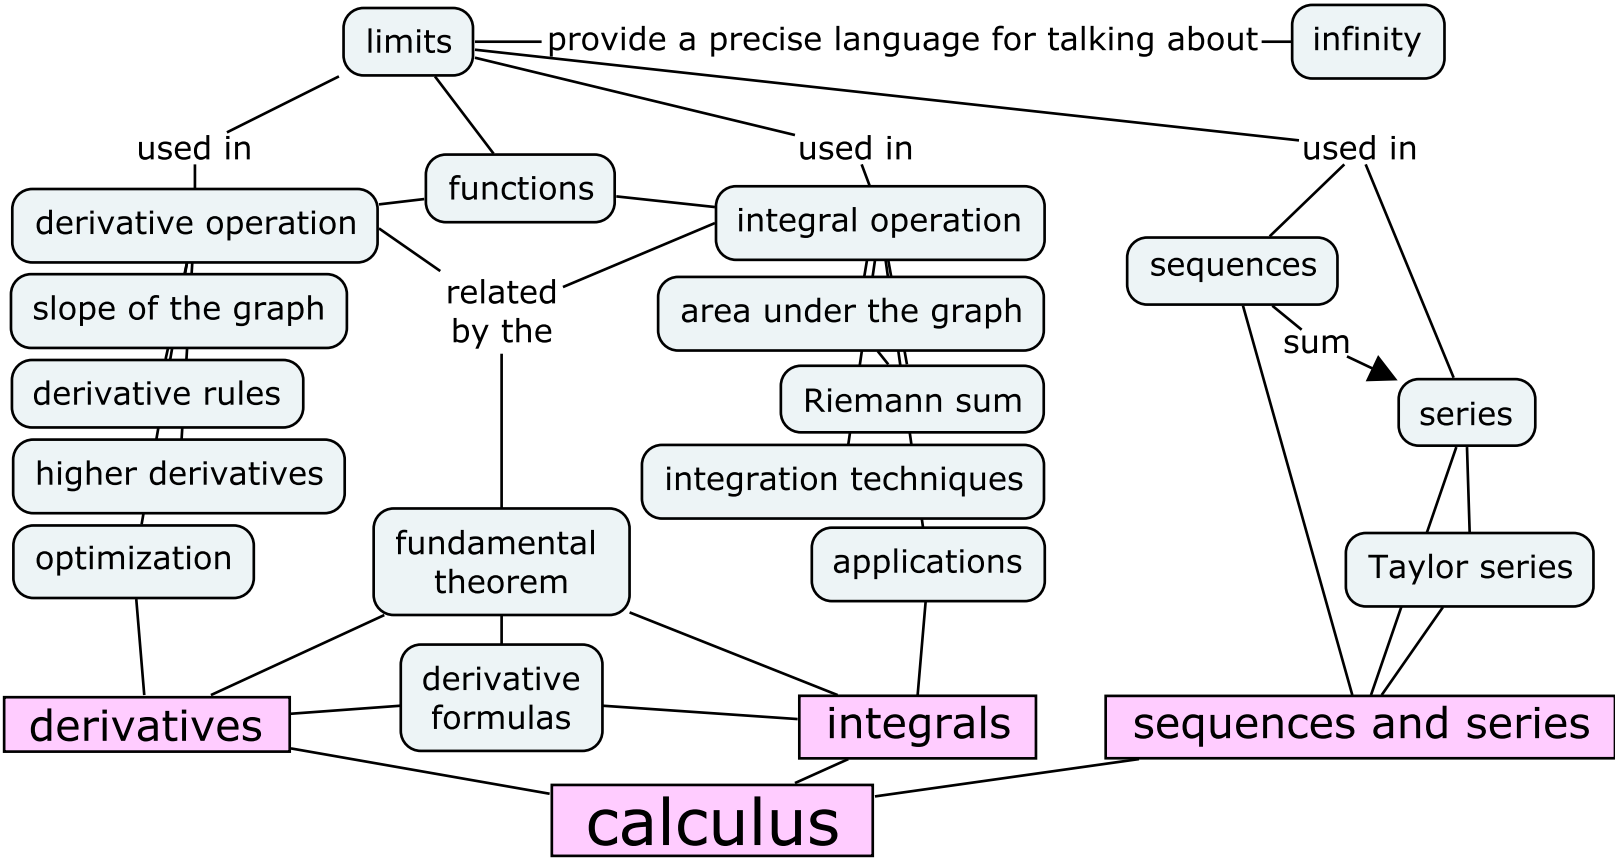 limits
provide a precise language for talking about
infinity
used in
used in
used in
functions
derivative operation
integral operation
sequences
slope of the graph
related
by the
area under the graph
sum
derivative rules
Riemann sum
series
higher derivatives
integration techniques
optimization
fundamental
theorem
applications
Taylor series
derivative
formulas
derivatives
integrals
sequences and series
calculus